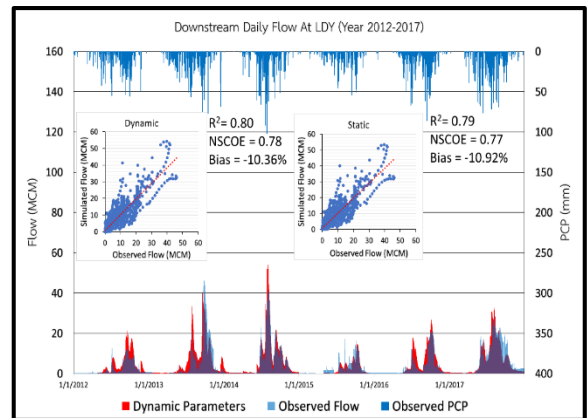 Downstream Daily Flow At LDY (Year 2012-2017)
160
140
120
100
80
60
40
20
0
Flow (MCM)
0
50
100
150
200
250
300
350
400
PCP (mm)
Dynamic
60
50
40
30
20
10
0
Simulated Flow (MCM)
0 10 20 30 40 50 60
Observed Flow (MCM)
R²= 0.80
NSCOE = 0.78
Bias = -10.36%
Static
60
50
40
30
20
10
0
Simulated Flow (MCM)
0 10 20 30 40 50 60
Observed Flow (MCM)
R² = 0.79
NSCOE = 0.77
Bias = -10.92%
1/1/2012 1/1/2013 1/1/2014 1/1/2015 1/1/2016 1/1/2017
Dynamic Parameters Observed Flow Observed PCP